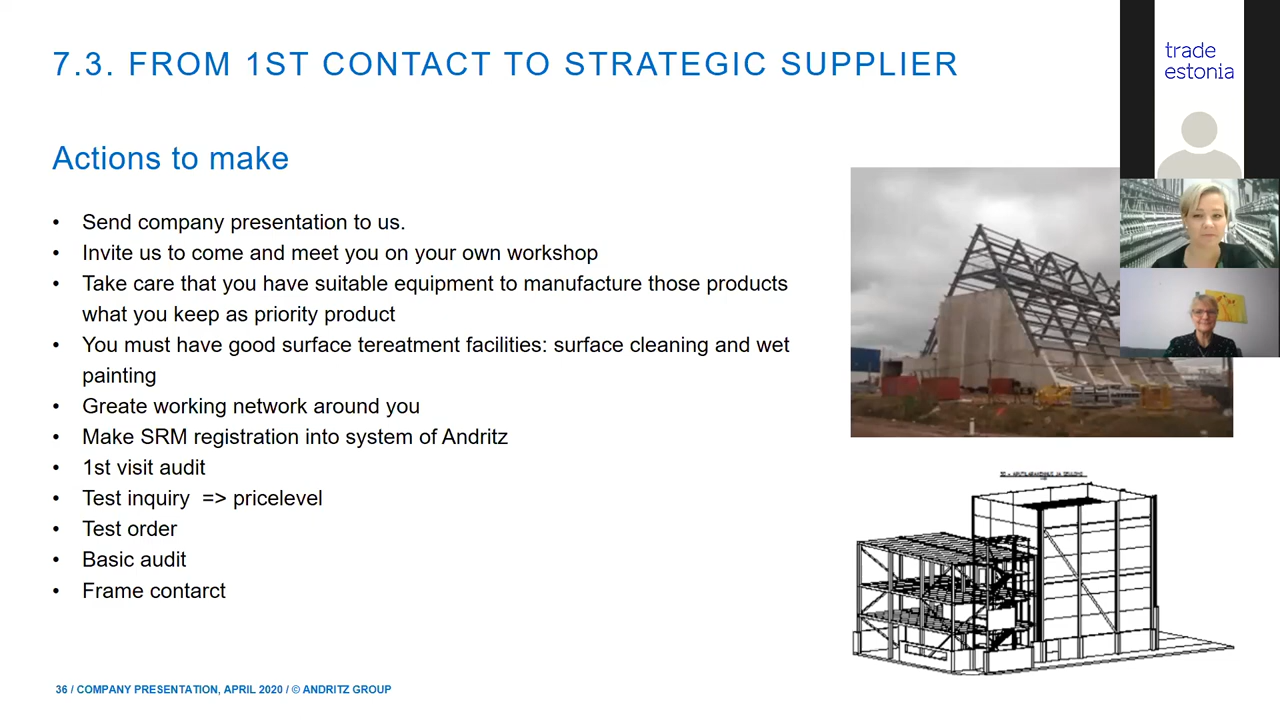 7.3. FROM 1ST CONTACT TO STRATEGIC SUPPLIER
trade
estonia
Actions to make
• Send company presentation to us.
• Invite us to come and meet you on your own workshop
• Take care that you have suitable equipment to manufacture those products
what you keep as priority product
• You must have good surface tereatment facilities: surface cleaning and wet
painting
• Greate working network around you
• Make SRM registration into system of Andritz
• 1st visit audit
• Test inquiry => pricelevel
• Test order
• Basic audit
• Frame contarct
36 / COMPANY PRESENTATION, APRIL 2020 / © ANDRITZ GROUP